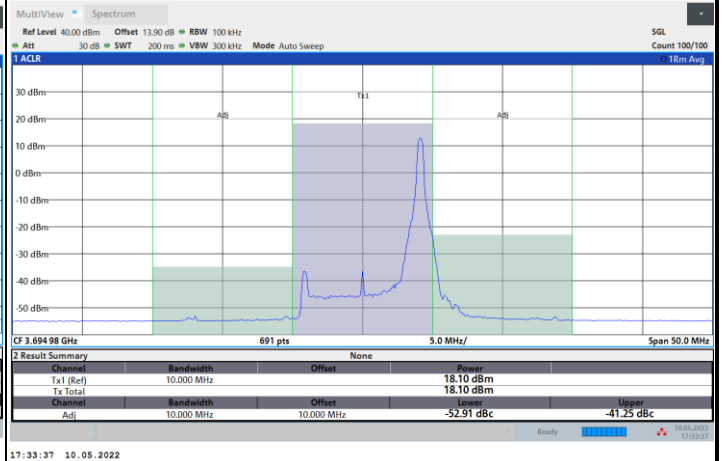 MultiView Spectrum
Ref Level 40.00 dBm Offset 13.90 dB RBW 100 kHz SGL
Att 30 dB SWT 200 ms VBW 300 kHz Mode Auto Sweep Count 100/100
1 ACLR 1Rm Avg
30 dBm
Tx1
20 dBm
Adj Adj
10 dBm
0 dBm
-10 dBm
-20 dBm
-30 dBm
-40 dBm
-50 dBm
CF 3.694 98 GHz 691 pts 5.0 MHz/ Span 50.0 MHz
2 Result Summary None
Channel Bandwidth Offset Power
Tx1 (Ref) 10.000 MHz 18.10 dBm
Tx Total 18.10 dBm
Channel Bandwidth Offset Lower Upper
Adj 10.000 MHz 10.000 MHz -52.91 dBc -41.25 dBc
Ready 10.05.2022
17:33:37
17:33:37 10.05.2022